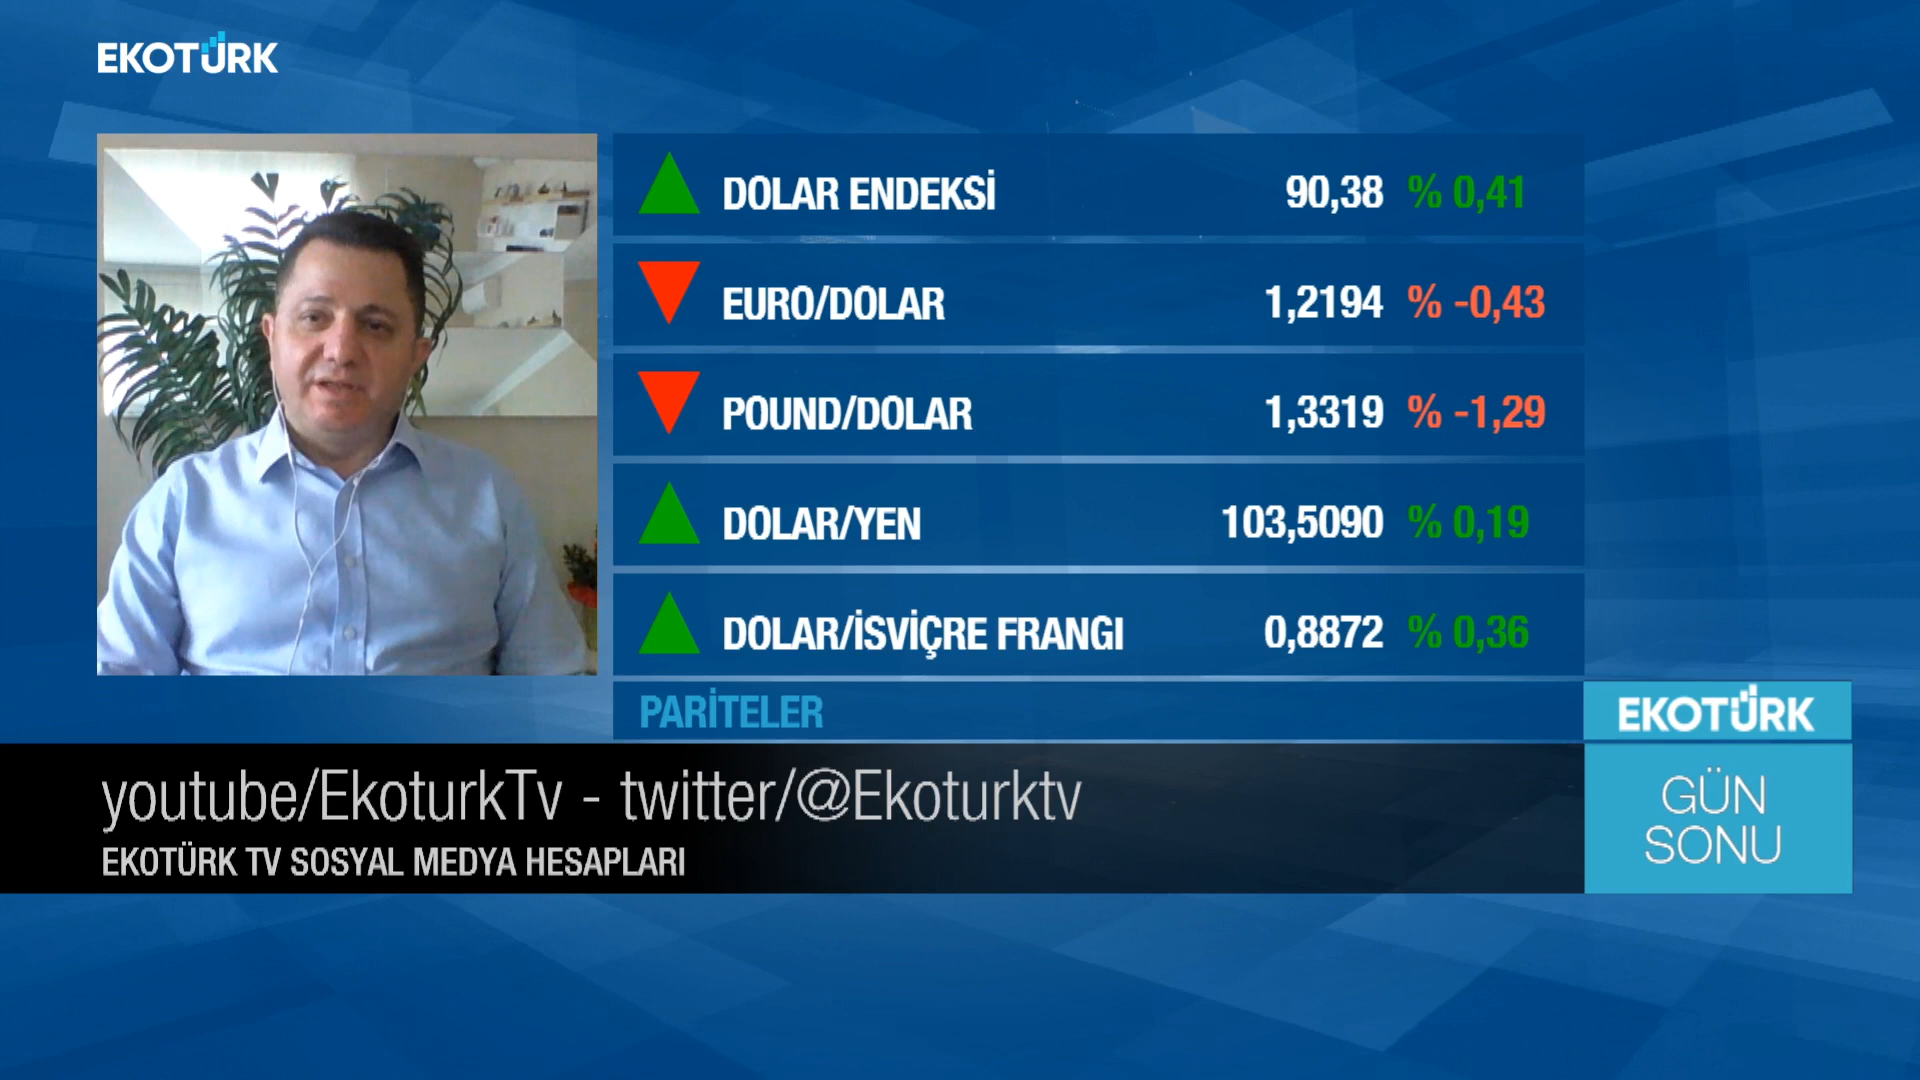 EKOTÜRK
DOLAR ENDEKSİ 90,38 % 0,41
EURO/DOLAR 1,2194 % -0,43
POUND/DOLAR 1,3319 % -1,29
DOLAR/YEN 103,5090 % 0,19
DOLAR/İSVİÇRE FRANGI 0,8872 % 0,36
PARİTELER
EKOTÜRK
youtube/EkoturkTv - twitter/@Ekoturktv
EKOTÜRK TV SOSYAL MEDYA HESAPLARI
GÜN
SONU